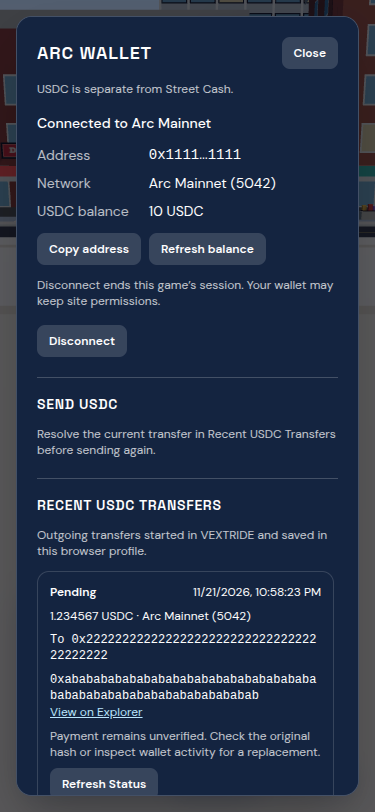 ARC WALLET
Close
USDC is separate from Street Cash.
Connected to Arc Mainnet
Address 0x1111…1111
Network Arc Mainnet (5042)
USDC balance 10 USDC
Copy address Refresh balance
Disconnect ends this game's session. Your wallet may
keep site permissions.
Disconnect
SEND USDC
Resolve the current transfer in Recent USDC Transfers
before sending again.
RECENT USDC TRANSFERS
Outgoing transfers started in VEXTRIDE and saved in
this browser profile.
Pending 11/21/2026, 10:58:23 PM
1.234567 USDC · Arc Mainnet (5042)
To 0x22222222222222222222222222222222
22222222
0xabababababababababababababababababa
babababababababababababababab
View on Explorer
Payment remains unverified. Check the original
hash or inspect wallet activity for a replacement.
Refresh Status